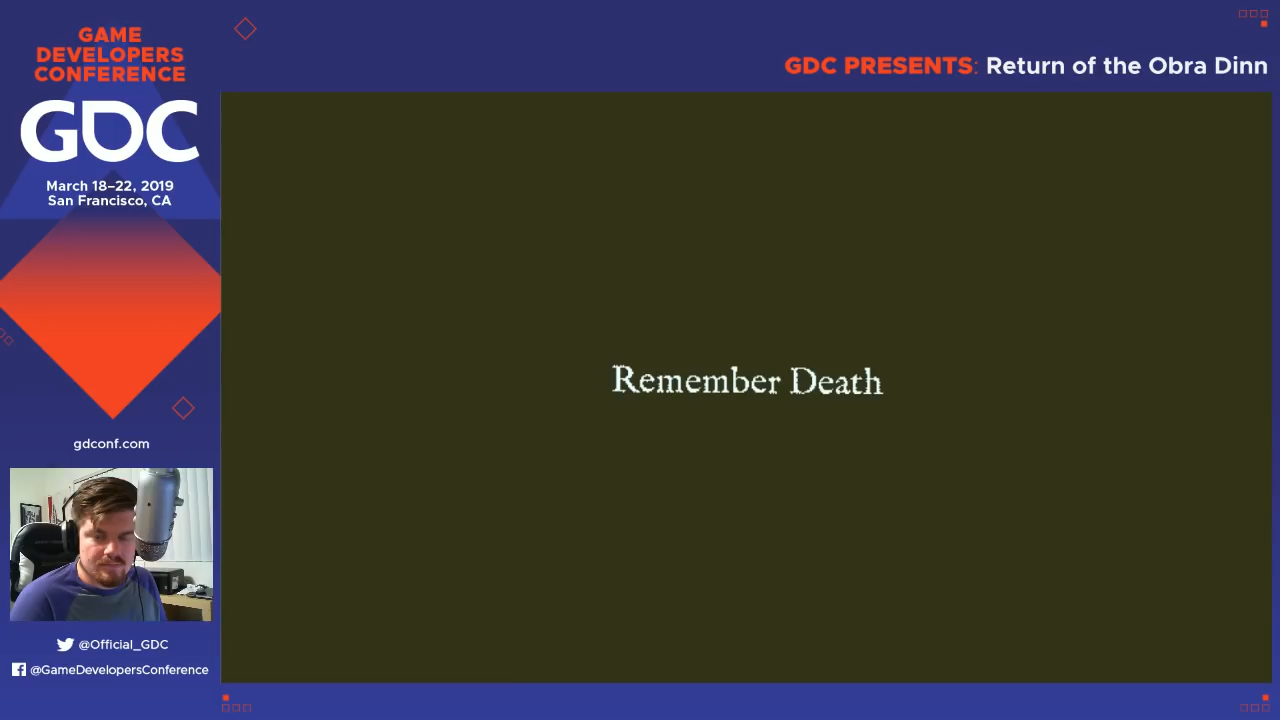 GAME
DEVELOPERS
CONFERENCE
GDC
March 18–22, 2019
San Francisco, CA
gdconf.com
@Official_GDC
@GameDevelopersConference
GDC PRESENTS: Return of the Obra Dinn
Remember Death